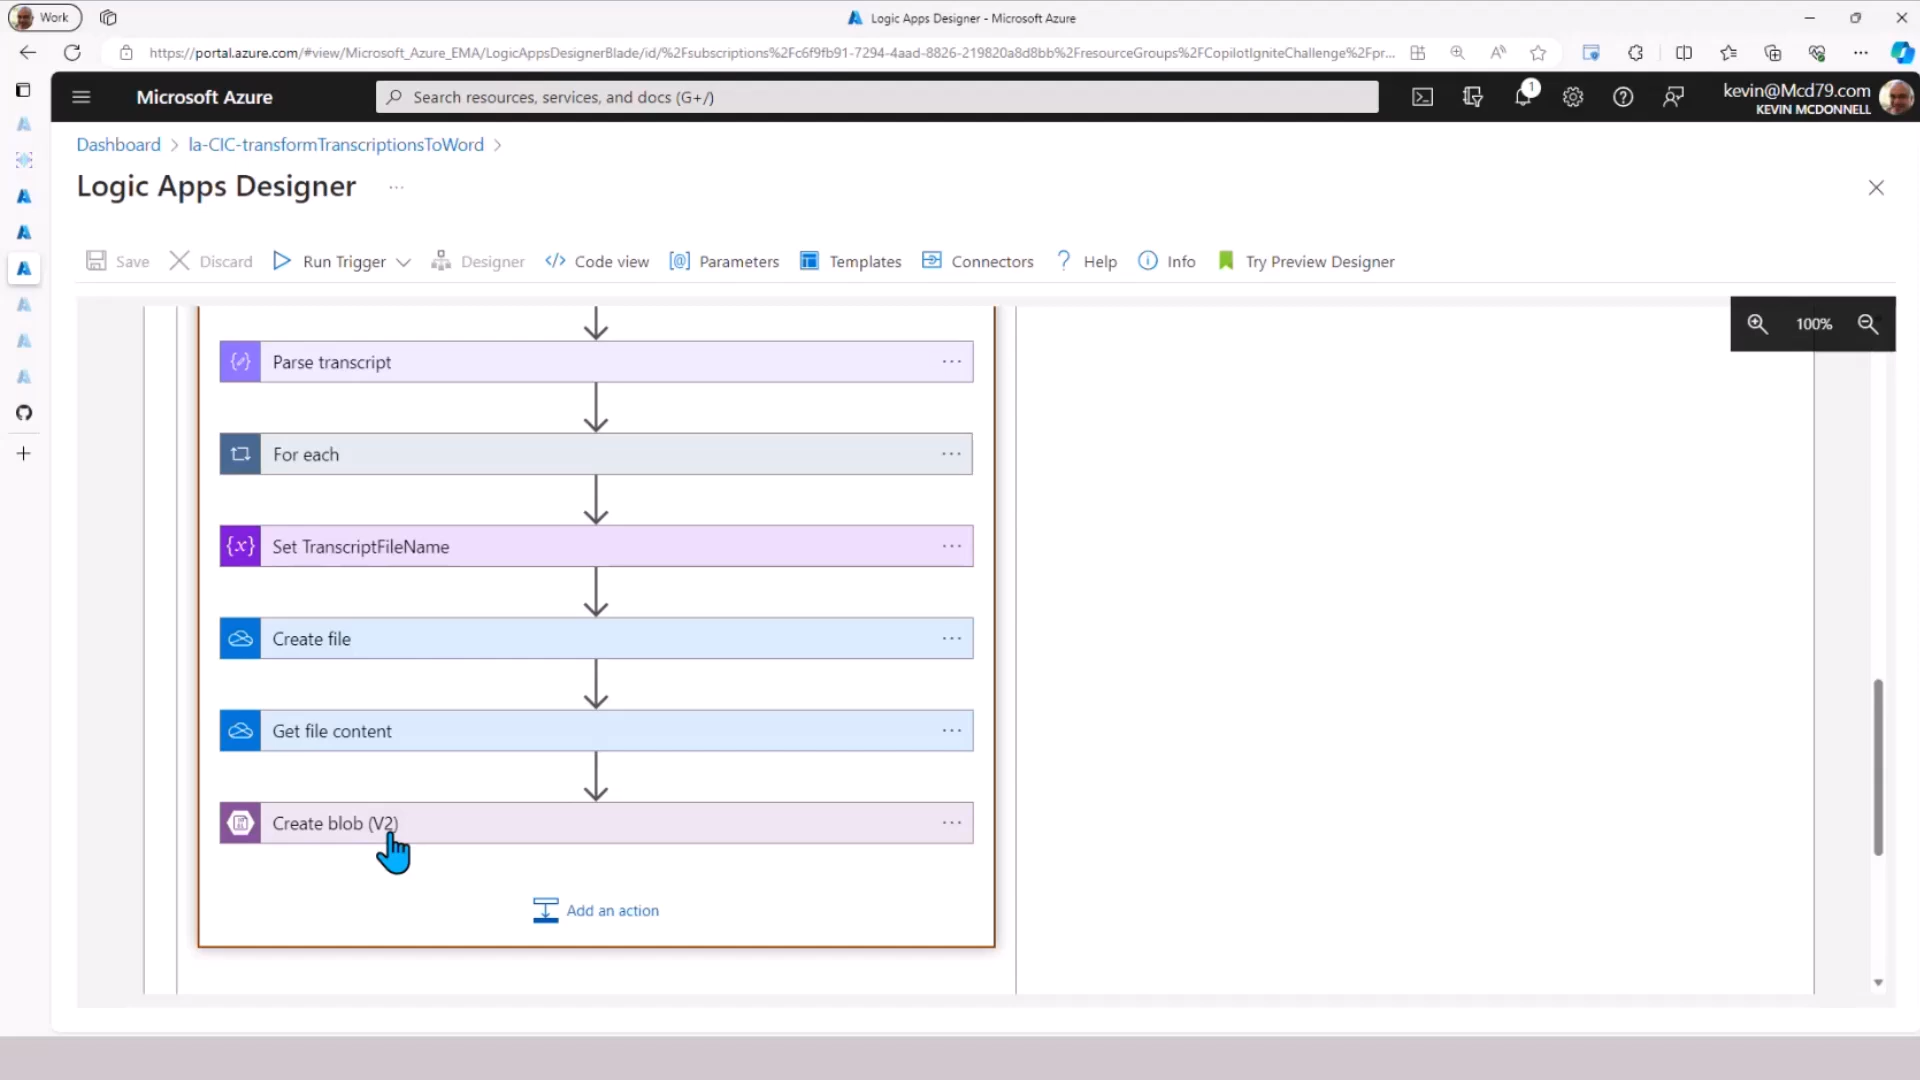 Work
Logic Apps Designer - Microsoft Azure
https://portal.azure.com/#view/Microsoft_Azure_EMA/LogicAppsDesignerBlade/id/%2Fsubscriptions%2Fc6f9fb91-7294-4aad-8826-219820a8d8bb%2FresourceGroups%2FCopilotIgniteChallenge%2Fpr...
Microsoft Azure
Search resources, services, and docs (G+/)
1
kevin@Mcd79.com
KEVIN MCDONNELL
Dashboard > la-CIC-transformTranscriptionsToWord >
Logic Apps Designer ...
Save Discard Run Trigger Designer </> Code view [@] Parameters Templates Connectors ? Help Info Try Preview Designer
100%
Parse transcript ...
For each ...
{x} Set TranscriptFileName ...
Create file ...
Get file content ...
Create blob (V2) ...
Add an action